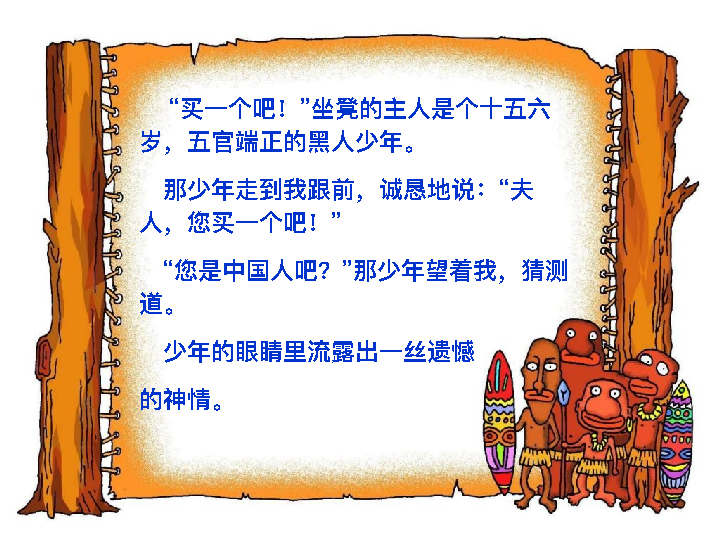 “买一个吧！”坐凳的主人是个十五六
岁，五官端正的黑人少年。
那少年走到我跟前，诚恳地说：“夫
人，您买一个吧！”
“您是中国人吧？”那少年望着我，猜测
道。
少年的眼睛里流露出一丝遗憾
的神情。